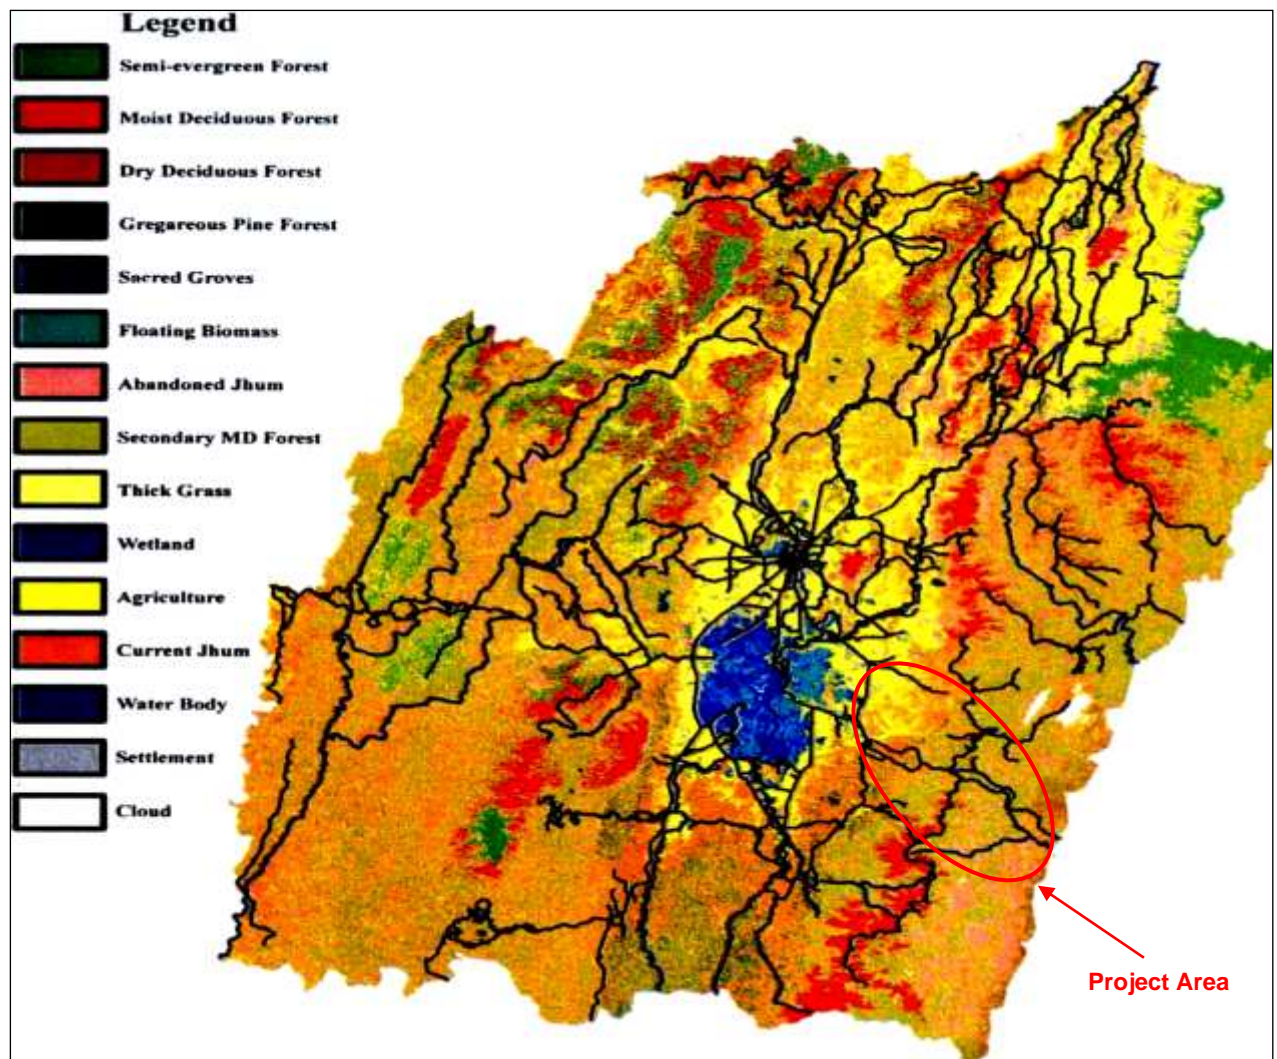 Legend
Semi-evergreen Forest
Moist Deciduous Forest
Dry Deciduous Forest
Gregareous Pine Forest
Sacred Groves
Floating Biomass
Abandoned Jhum
Secondary MD Forest
Thick Grass
Wetland
Agriculture
Current Jhum
Water Body
Settlement
Cloud
Project Area